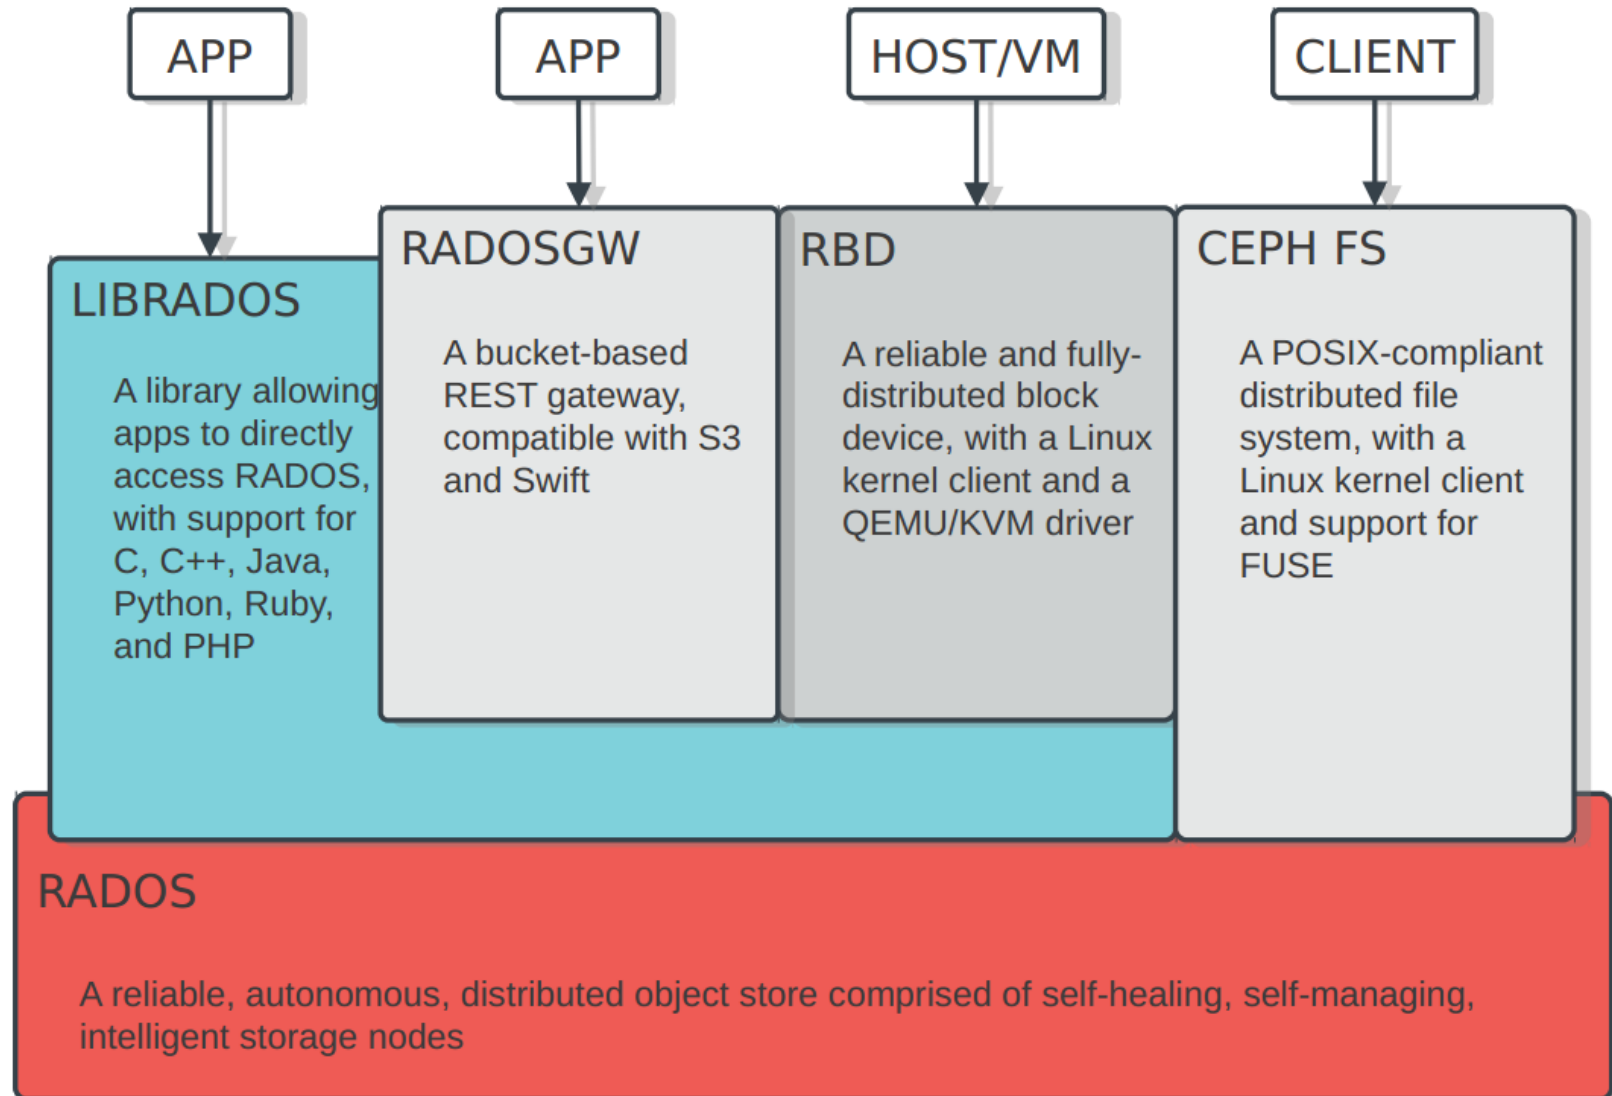 APP
APP
HOST/VM
CLIENT
LIBRADOS
A library allowing
apps to directly
access RADOS,
with support for
C, C++, Java,
Python, Ruby,
and PHP
RADOSGW
A bucket-based
REST gateway,
compatible with S3
and Swift
RBD
A reliable and fully-
distributed block
device, with a Linux
kernel client and a
QEMU/KVM driver
CEPH FS
A POSIX-compliant
distributed file
system, with a
Linux kernel client
and support for
FUSE
RADOS
A reliable, autonomous, distributed object store comprised of self-healing, self-managing,
intelligent storage nodes